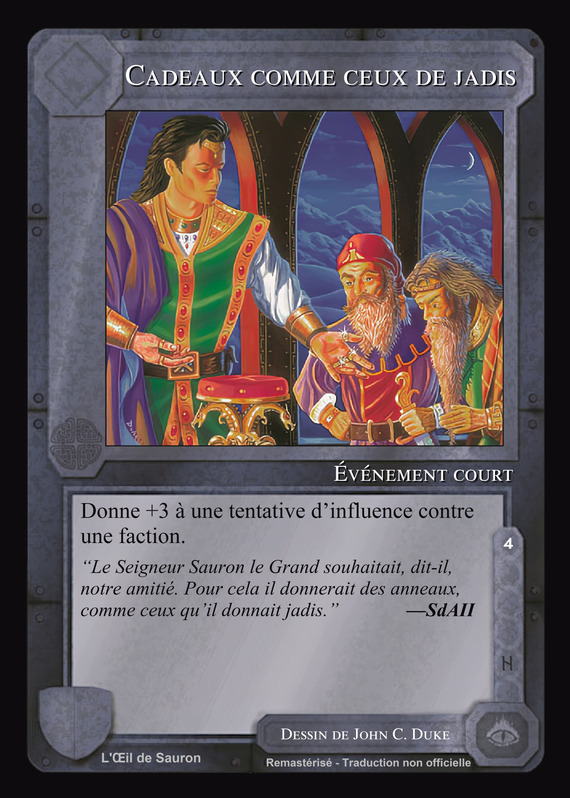 Cadeaux comme ceux de jadis
Événement court
Donne +3 à une tentative d’influence contre
une faction.
“Le Seigneur Sauron le Grand souhaitait, dit-il,
notre amitié. Pour cela il donnerait des anneaux,
comme ceux qu’il donnait jadis.” —SdAII
4
Dessin de John C. Duke
L'Œil de Sauron
Remastérisé - Traduction non officielle